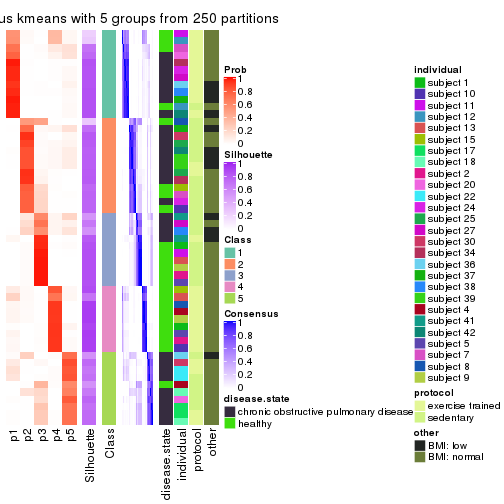 us kmeans with 5 groups from 250 partitions
p1
p2
p3
p4
p5
Silhouette
Class
disease.state
individual
protocol
other
Prob
1
0.8
0.6
0.4
0.2
0
Silhouette
1
0.8
0.6
0.4
0.2
0
Class
1
2
3
4
5
Consensus
1
0.8
0.6
0.4
0.2
0
disease.state
chronic obstructive pulmonary disease
healthy
individual
subject 1
subject 10
subject 11
subject 12
subject 13
subject 15
subject 17
subject 18
subject 2
subject 20
subject 22
subject 24
subject 25
subject 27
subject 30
subject 34
subject 36
subject 37
subject 38
subject 39
subject 4
subject 41
subject 42
subject 5
subject 7
subject 8
subject 9
protocol
exercise trained
sedentary
other
BMI: low
BMI: normal